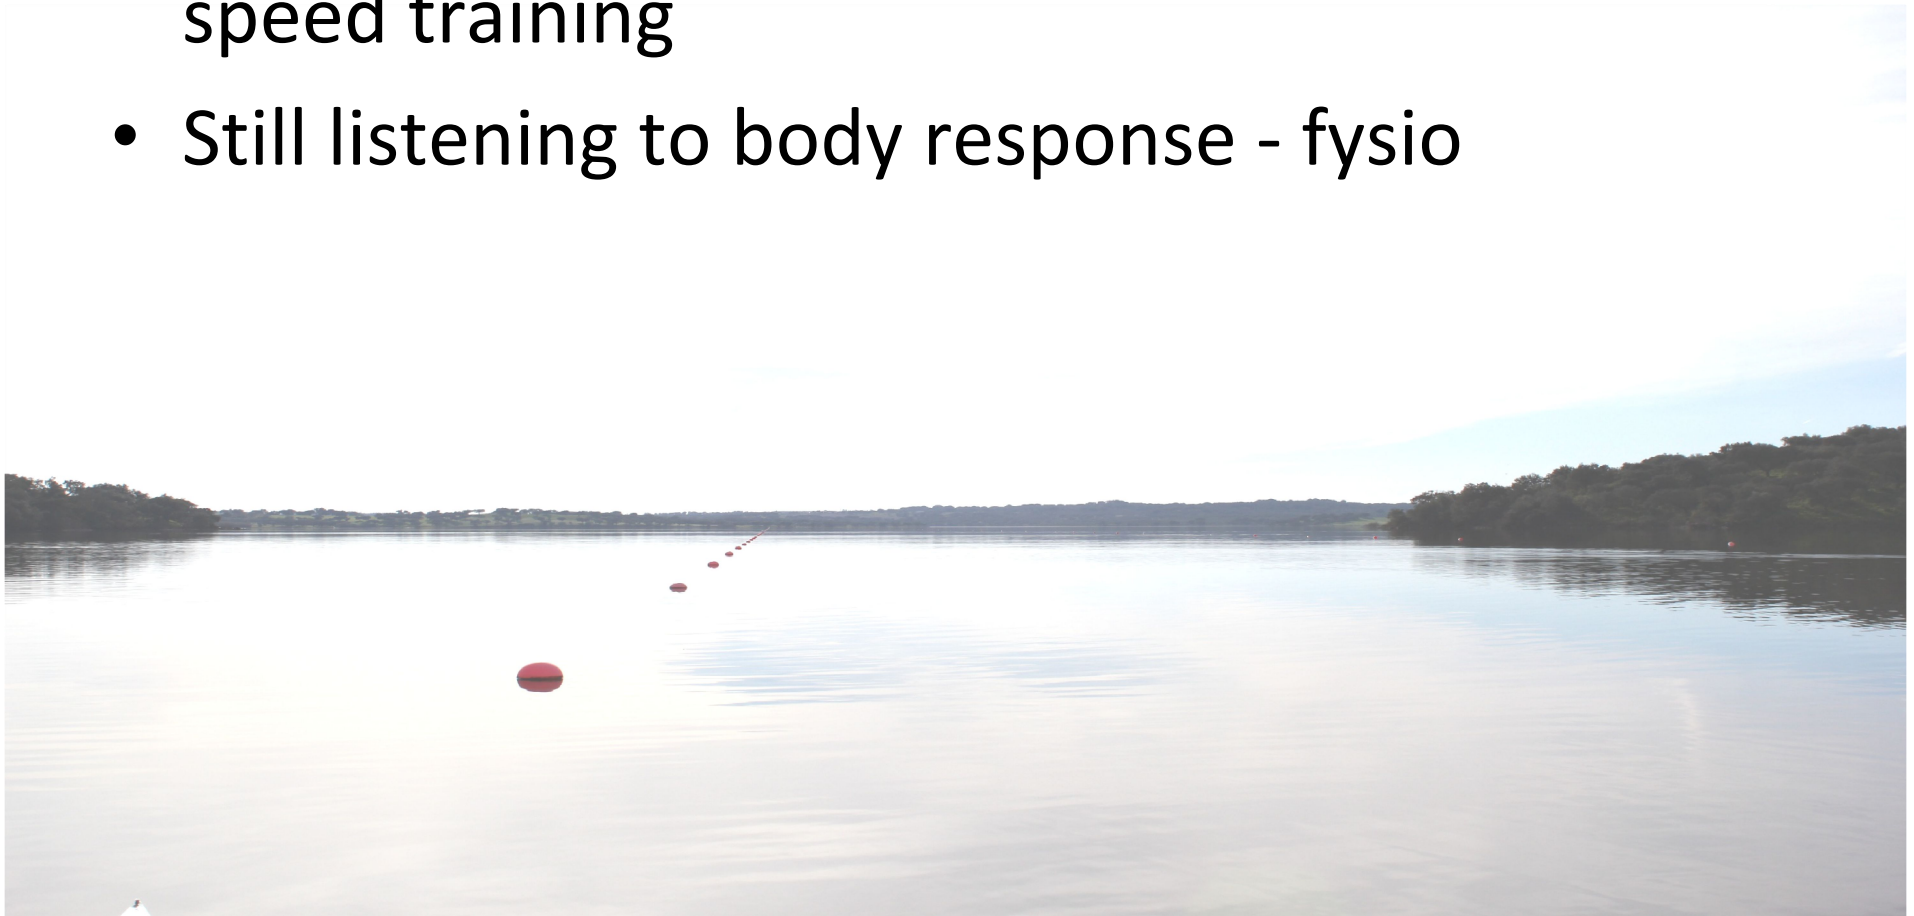 speed training
• Still listening to body response - fysio